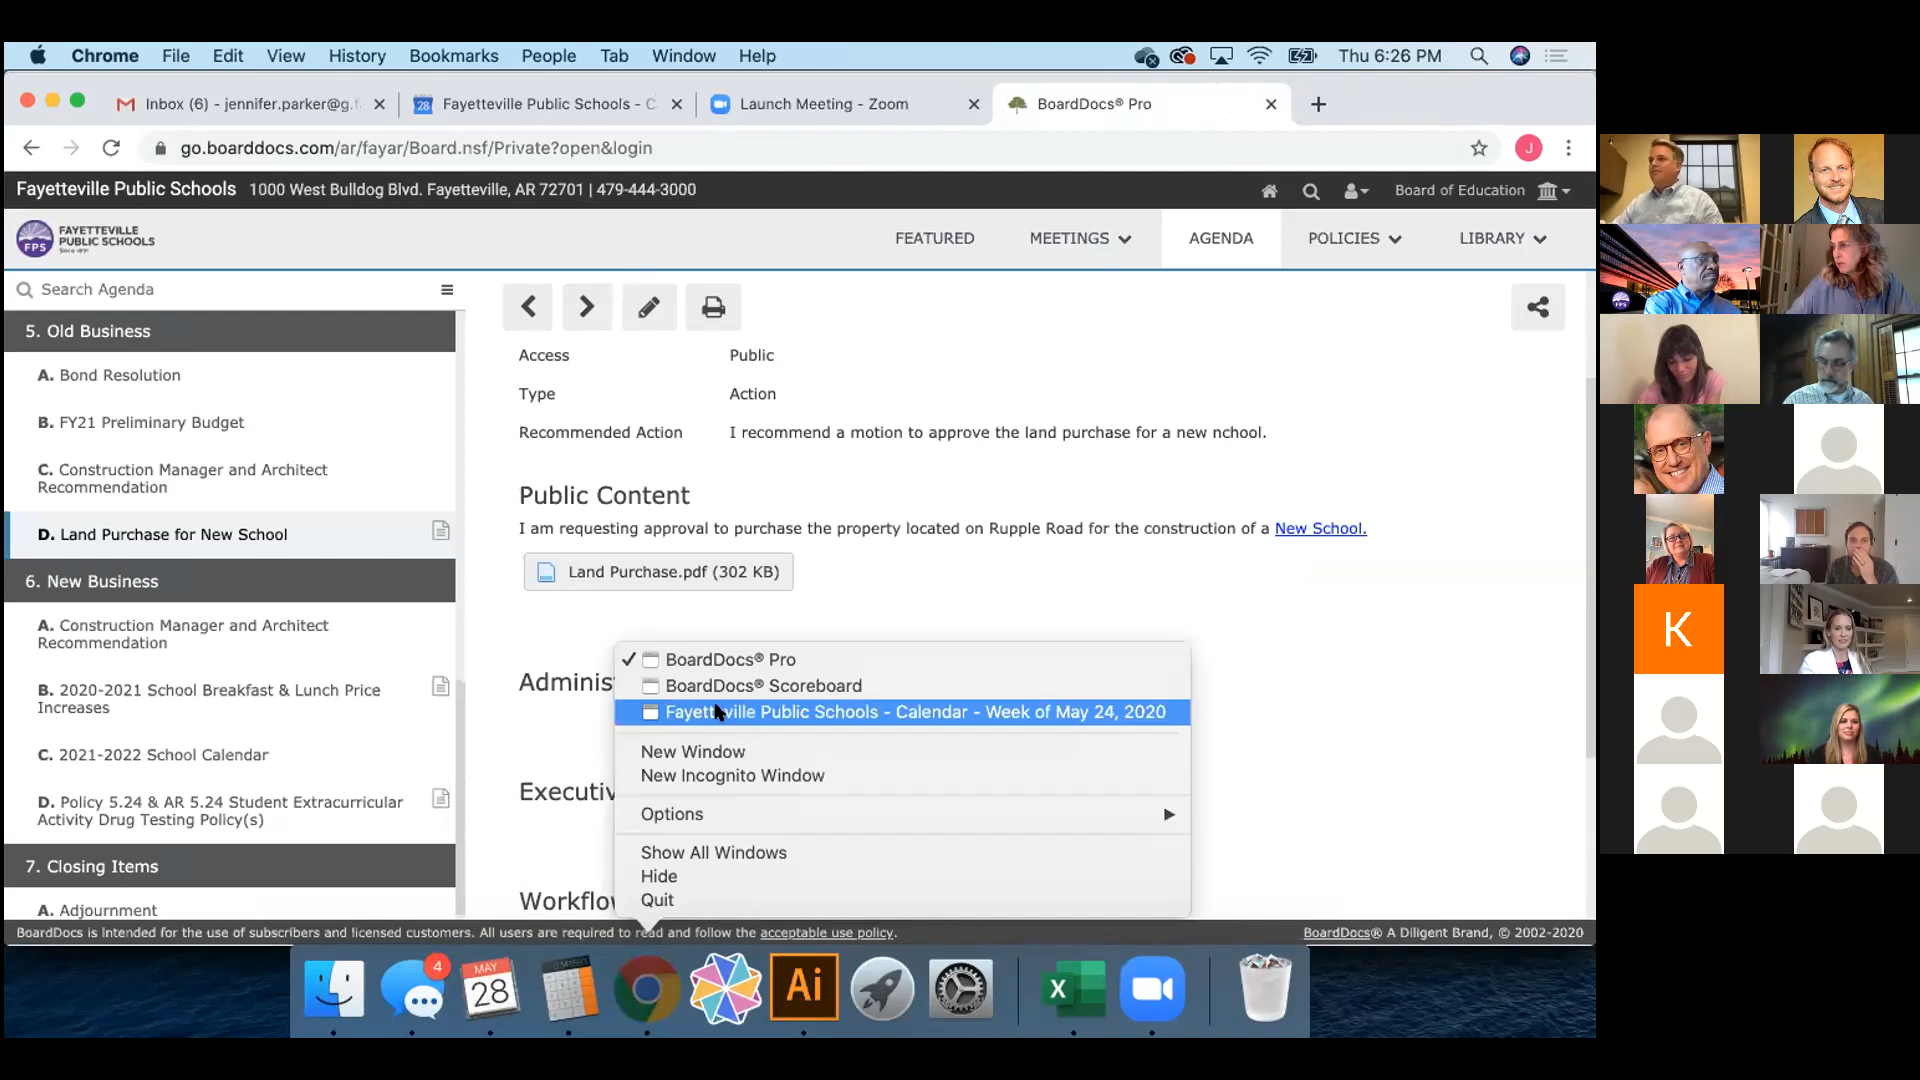 Chrome File Edit View History Bookmarks People Tab Window Help Thu 6:26 PM
Inbox (6) - jennifer.parker@g.f
28
Fayetteville Public Schools - C
Launch Meeting - Zoom
BoardDocs® Pro
go.boarddocs.com/ar/fayar/Board.nsf/Private?open&login
J
Fayetteville Public Schools 1000 West Bulldog Blvd. Fayetteville, AR 72701 | 479-444-3000
Board of Education
FPS
FAYETTEVILLE
PUBLIC SCHOOLS
FEATURED MEETINGS AGENDA POLICIES LIBRARY
Search Agenda
5. Old Business
A. Bond Resolution
B. FY21 Preliminary Budget
C. Construction Manager and Architect
Recommendation
D. Land Purchase for New School
6. New Business
A. Construction Manager and Architect
Recommendation
B. 2020-2021 School Breakfast & Lunch Price
Increases
C. 2021-2022 School Calendar
D. Policy 5.24 & AR 5.24 Student Extracurricular
Activity Drug Testing Policy(s)
7. Closing Items
A. Adjournment
Access Public
Type Action
Recommended Action I recommend a motion to approve the land purchase for a new nchool.
Public Content
I am requesting approval to purchase the property located on Rupple Road for the construction of a New School.
Land Purchase.pdf (302 KB)
Adminis
Executiv
Workflo
BoardDocs® Pro
BoardDocs® Scoreboard
Fayetteville Public Schools - Calendar - Week of May 24, 2020
New Window
New Incognito Window
Options
Show All Windows
Hide
Quit
BoardDocs is intended for the use of subscribers and licensed customers. All users are required to read and follow the acceptable use policy.
BoardDocs® A Diligent Brand, © 2002-2020
4
MAY
28
Ai
X
FPS
K